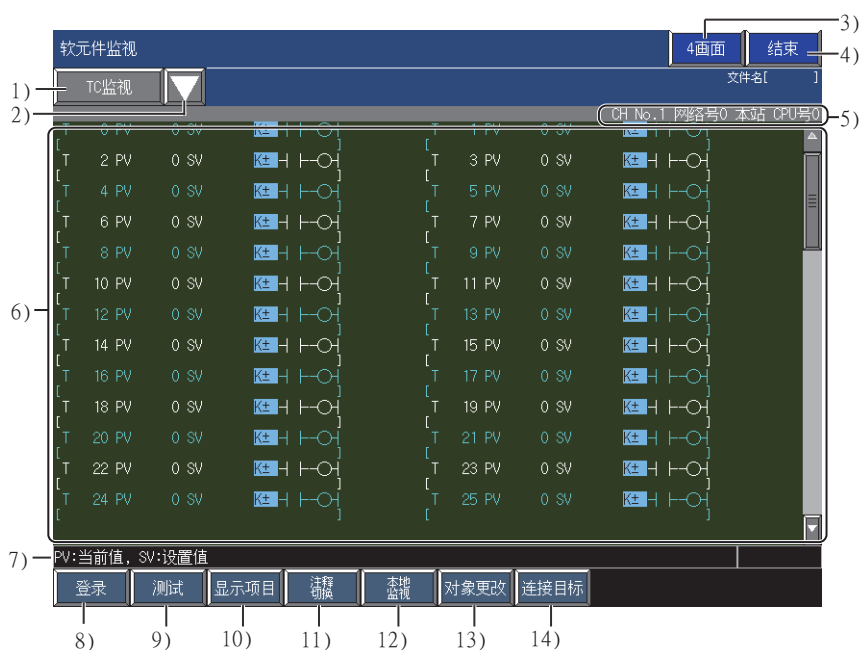 3)
软元件监视 4画面 结束
4)
文件名[ ]
1) TC监视
2)
CH No.1 网络号0 本站 CPU号0 5)
T 0 PV 0 SV K± T 1 PV 0 SV K±
[ ] [ ]
T 2 PV 0 SV K± T 3 PV 0 SV K±
[ ] [ ]
T 4 PV 0 SV K± T 5 PV 0 SV K±
[ ] [ ]
T 6 PV 0 SV K± T 7 PV 0 SV K±
[ ] [ ]
T 8 PV 0 SV K± T 9 PV 0 SV K±
[ ] [ ]
T 10 PV 0 SV K± T 11 PV 0 SV K±
[ ] [ ]
6) T 12 PV 0 SV K± T 13 PV 0 SV K±
[ ] [ ]
T 14 PV 0 SV K± T 15 PV 0 SV K±
[ ] [ ]
T 16 PV 0 SV K± T 17 PV 0 SV K±
[ ] [ ]
T 18 PV 0 SV K± T 19 PV 0 SV K±
[ ] [ ]
T 20 PV 0 SV K± T 21 PV 0 SV K±
[ ] [ ]
T 22 PV 0 SV K± T 23 PV 0 SV K±
[ ] [ ]
T 24 PV 0 SV K± T 25 PV 0 SV K±
[ ] [ ]
7) PV:当前值, SV:设置值
登录 测试 显示项目 注释切换 本地监视 对象更改 连接目标
8) 9) 10) 11) 12) 13) 14)